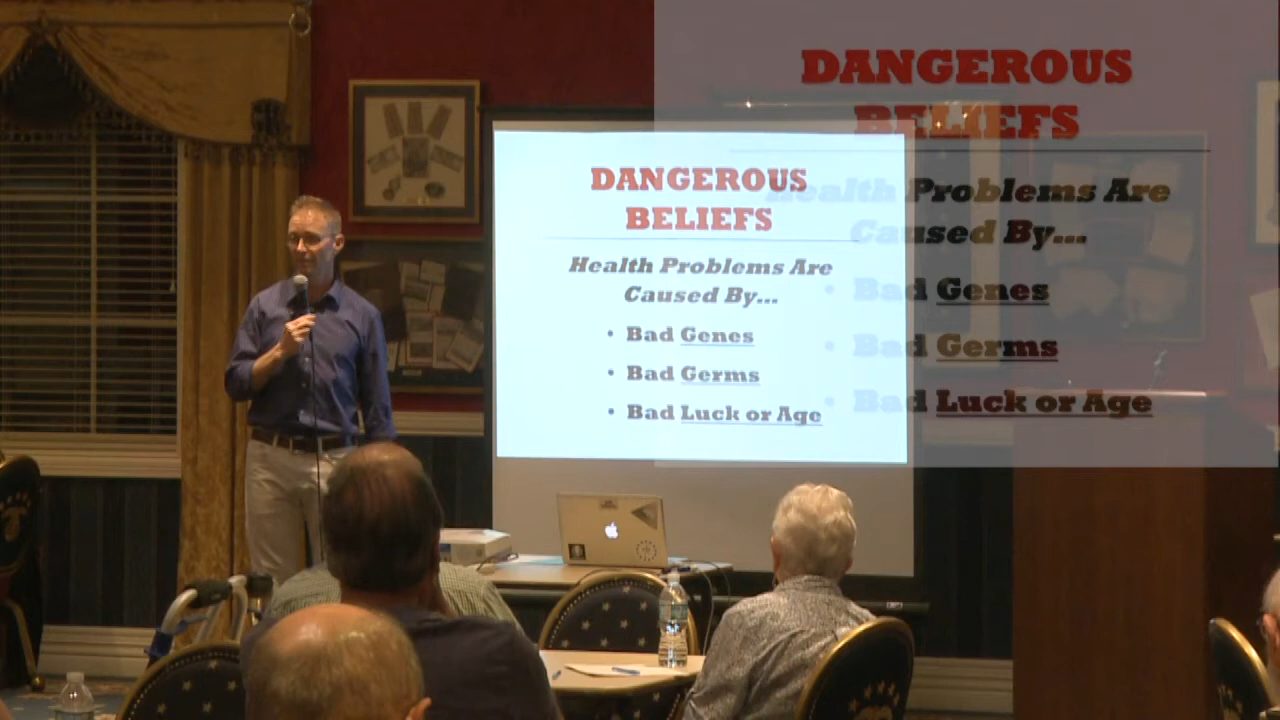 DANGEROUS
BELIEFS
Health Problems Are
Caused By...
• Bad Genes
• Bad Germs
• Bad Luck or Age
DANGEROUS
BELIEFS
Health Problems Are
Caused By...
• Bad Genes
• Bad Germs
• Bad Luck or Age